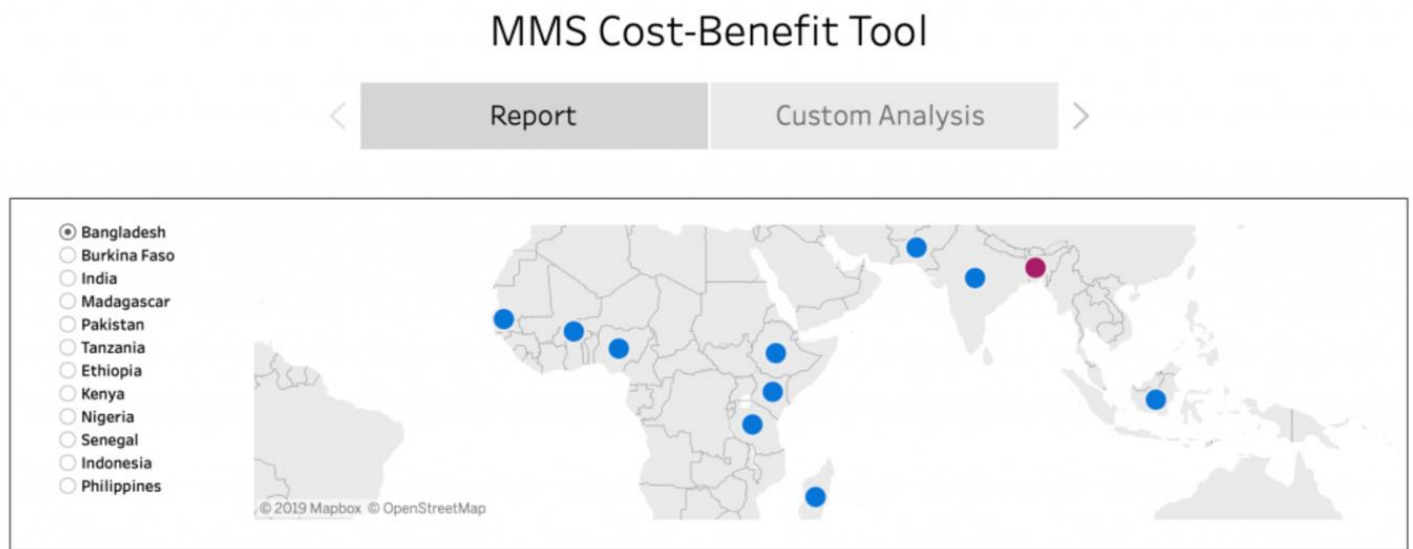 MMS Cost-Benefit Tool
Report
Custom Analysis
Bangladesh
Burkina Faso
India
Madagascar
Pakistan
Tanzania
Ethiopia
Kenya
Nigeria
Senegal
Indonesia
Philippines
© 2019 Mapbox © OpenStreetMap